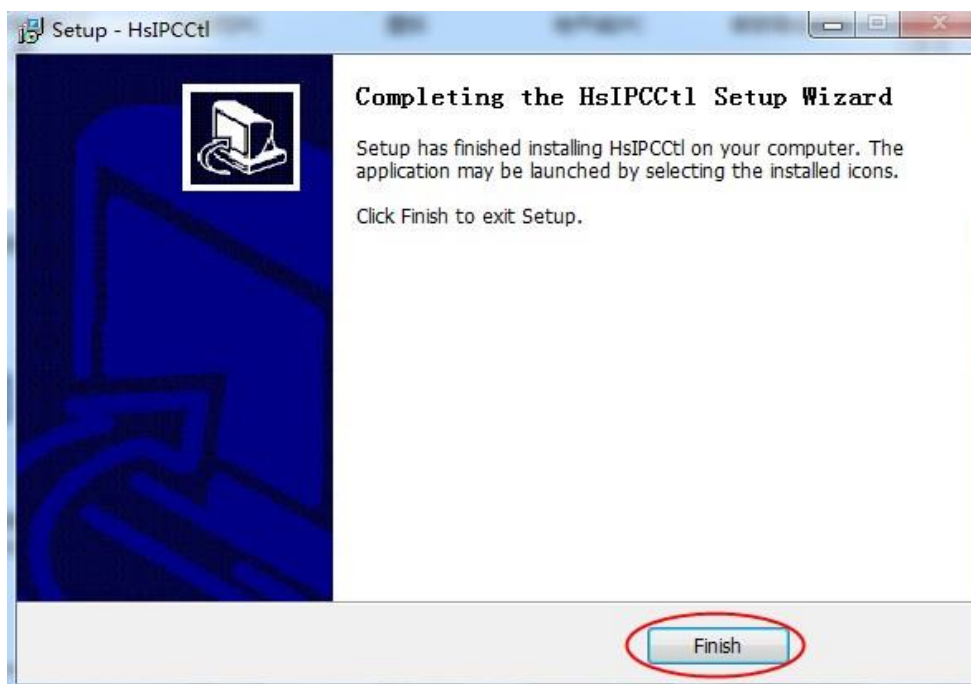 Setup - HsIPCCtl
Completing the HsIPCCtl Setup Wizard
Setup has finished installing HsIPCCtl on your computer. The
application may be launched by selecting the installed icons.
Click Finish to exit Setup.
Finish